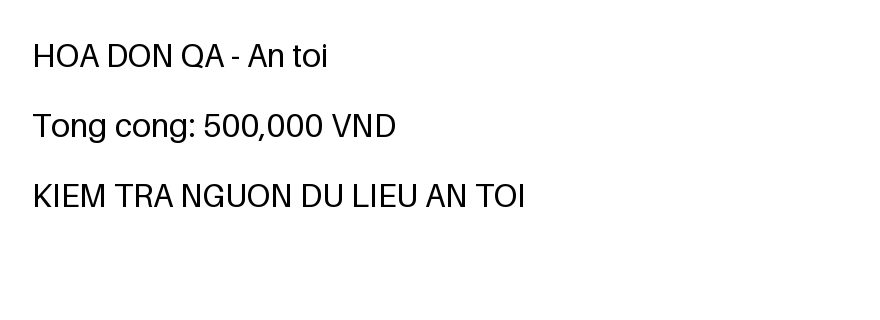 HOA DON QA - An toi
Tong cong: 500,000 VND
KIEM TRA NGUON DU LIEU AN TOI